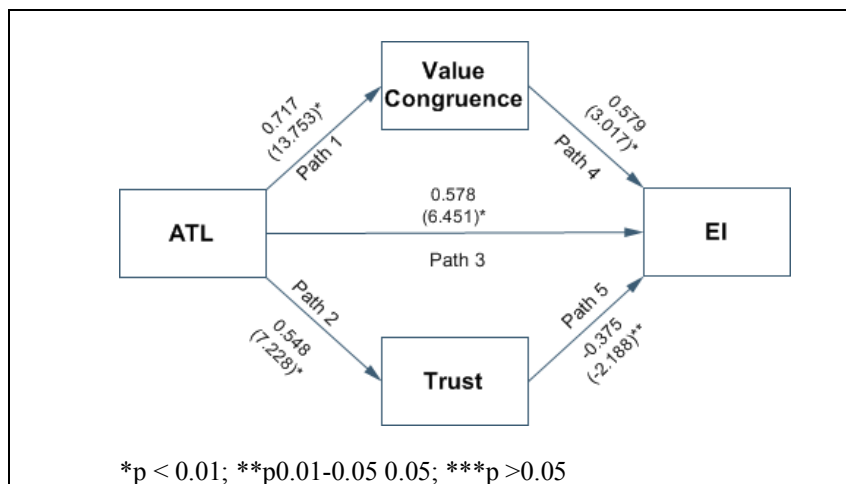 Value
Congruence
0.717
(13.753)*
Path 1
0.579
(3.017)*
Path 4
ATL
0.578
(6.451)*
Path 3
EI
Path 2
0.548
(7.228)*
Path 5
-0.375
(-2.188)**
Trust
*p < 0.01; **p0.01-0.05 0.05; ***p >0.05